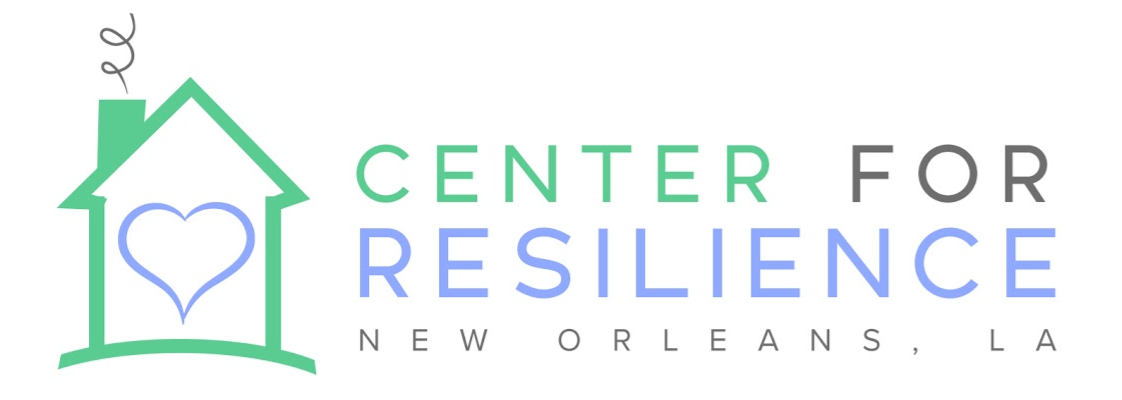 CENTER FOR
RESILIENCE
NEW ORLEANS, LA